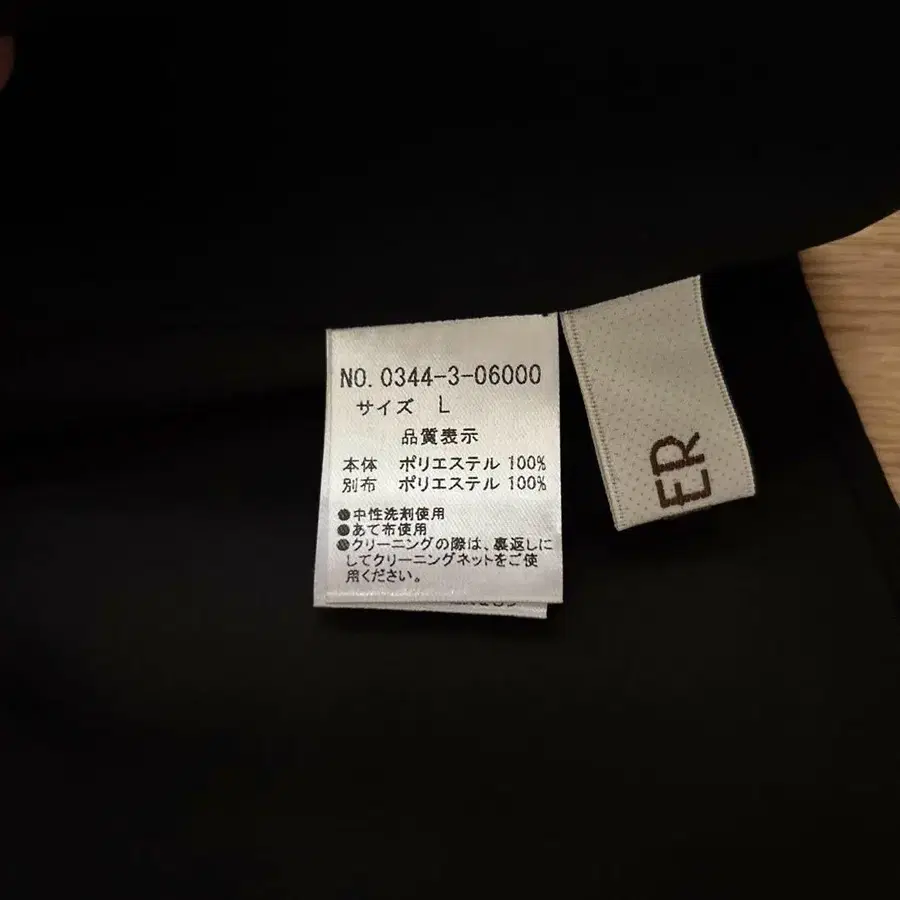 NO. 0344-3-06000
サイズ L
品質表示
本体 ポリエステル 100%
別布 ポリエステル 100%
●中性洗剤使用
●あて布使用
●クリーニングの際は、裏返しに
してクリーニングネットをご使
用ください。
ER